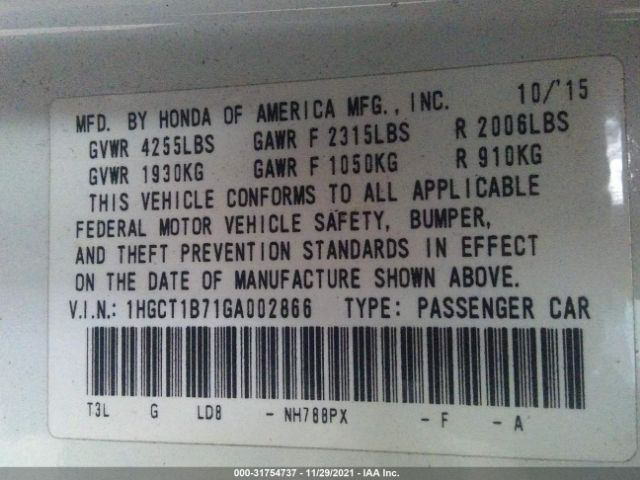 MFD. BY HONDA OF AMERICA MFG., INC. 10/'15
GVWR 4255LBS GAWR F 2315LBS R 2006LBS
GVWR 1930KG GAWR F 1050KG R 910KG
THIS VEHICLE CONFORMS TO ALL APPLICABLE
FEDERAL MOTOR VEHICLE SAFETY, BUMPER,
AND THEFT PREVENTION STANDARDS IN EFFECT
ON THE DATE OF MANUFACTURE SHOWN ABOVE.
V.I.N.: 1HGCT1B71GA002866 TYPE: PASSENGER CAR
T3L G LD8 - NH788PX - F - A
000-31754737 - 11/29/2021 - IAA Inc.